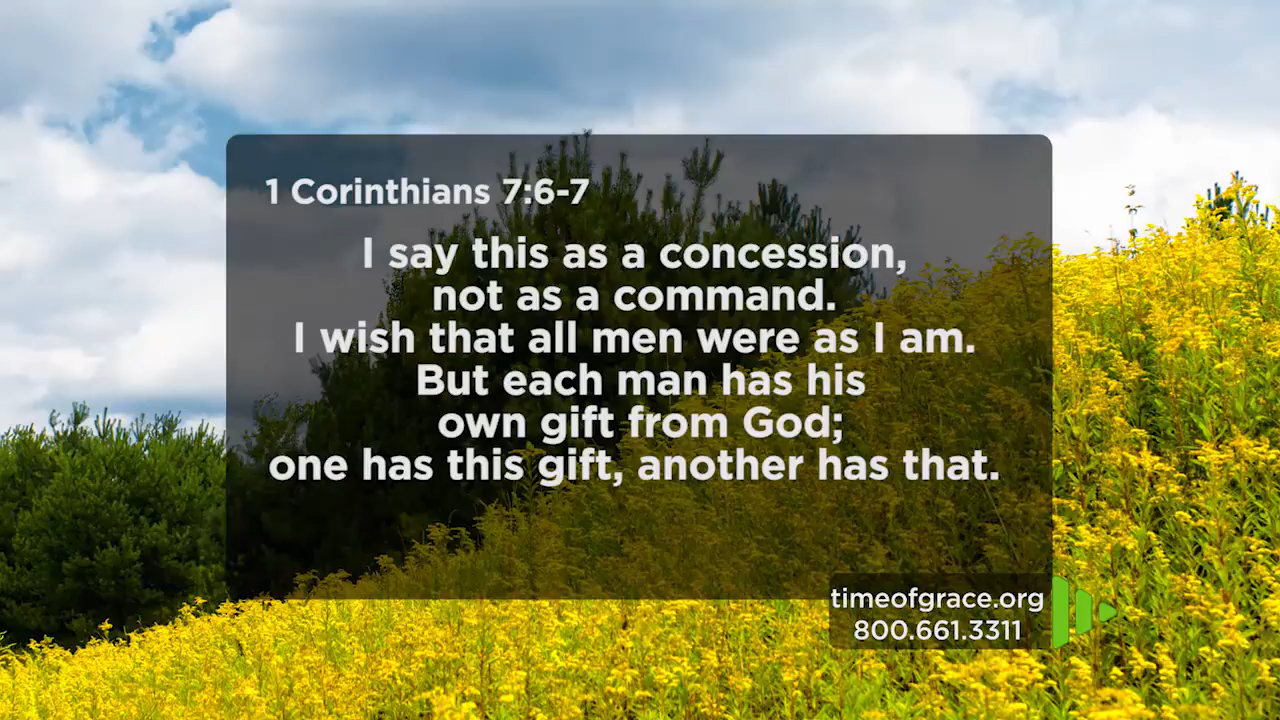 1 Corinthians 7:6-7
I say this as a concession,
not as a command.
I wish that all men were as I am.
But each man has his
own gift from God;
one has this gift, another has that.
timeofgrace.org
800.661.3311